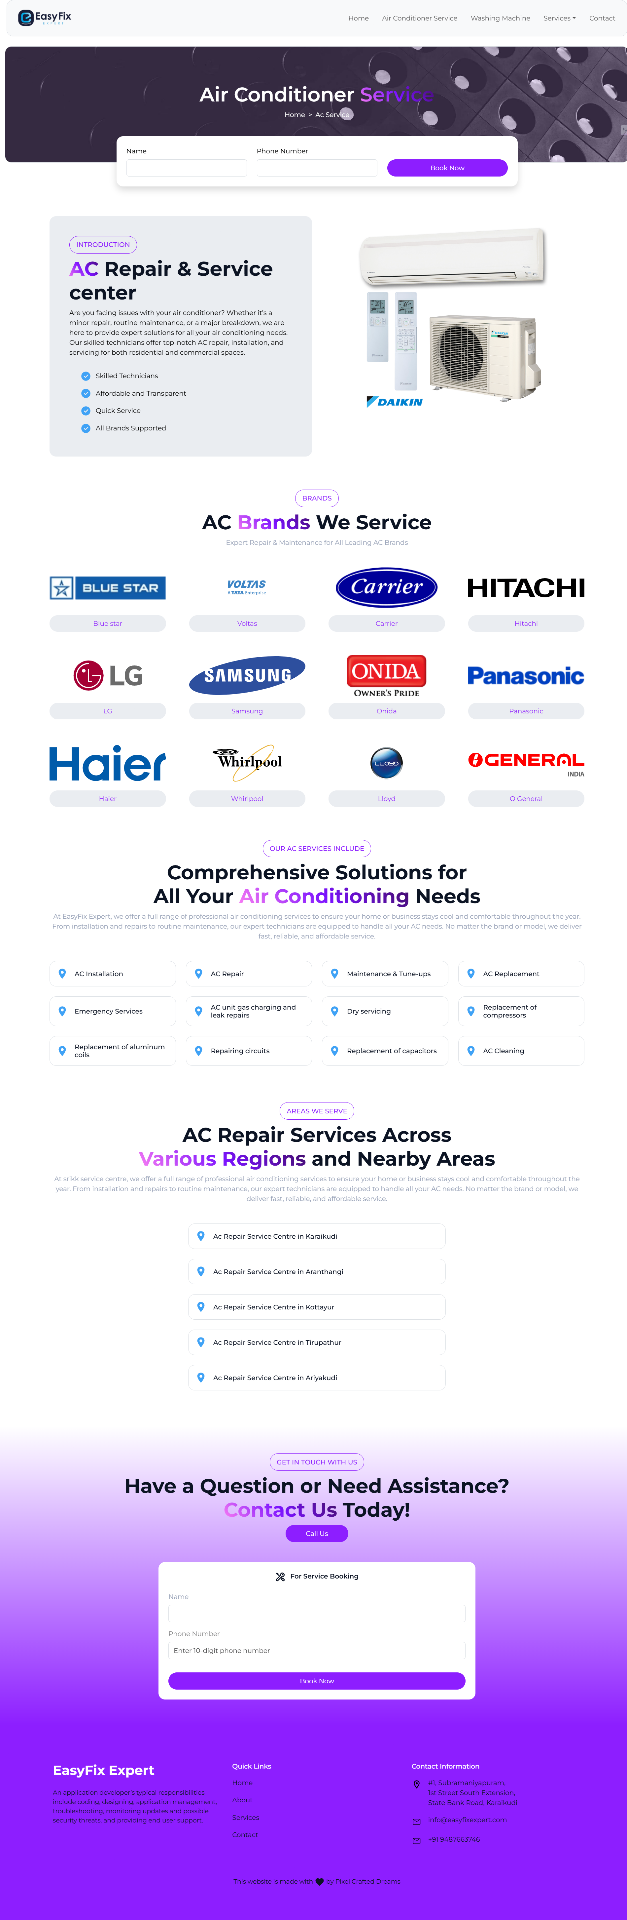 EasyFix
EXPERT
Home
Air Conditioner Service
Washing Machine
Services
Contact
Air Conditioner Service
Home > Ac Service
Name
Phone Number
Book Now
INTRODUCTION
AC Repair & Service
center
Are you facing issues with your air conditioner? Whether it's a
minor repair, routine maintenance, or a major breakdown, we are
here to provide expert solutions for all your air conditioning needs.
Our skilled technicians offer top-notch AC repair, installation, and
servicing for both residential and commercial spaces.
Skilled Technicians
Affordable and Transparent
Quick Service
All Brands Supported
DAIKIN
BRANDS
AC Brands We Service
Expert Repair & Maintenance for All Leading AC Brands
BLUE STAR
VOLTAS
A TATA Enterprise
Carrier
HITACHI
Blue star
Voltas
Carrier
Hitachi
LG
SAMSUNG
ONIDA
OWNER'S PRIDE
Panasonic
LG
Samsung
Onida
Panasonic
Haier
Whirlpool
LLOYD
GENERAL
INDIA
Haier
Whirlpool
Lloyd
O General
OUR AC SERVICES INCLUDE
Comprehensive Solutions for
All Your Air Conditioning Needs
At EasyFix Expert, we offer a full range of professional air conditioning services to ensure your home or business stays cool and comfortable throughout the year.
From installation and repairs to routine maintenance, our expert technicians are equipped to handle all your AC needs. No matter the brand or model, we deliver
fast, reliable, and affordable service.
AC Installation
AC Repair
Maintenance & Tune-ups
AC Replacement
Emergency Services
AC unit gas charging and
leak repairs
Dry servicing
Replacement of
compressors
Replacement of aluminum
coils
Repairing circuits
Replacement of capacitors
AC Cleaning
AREAS WE SERVE
AC Repair Services Across
Various Regions and Nearby Areas
At sri kk service centre, we offer a full range of professional air conditioning services to ensure your home or business stays cool and comfortable throughout the
year. From installation and repairs to routine maintenance, our expert technicians are equipped to handle all your AC needs. No matter the brand or model, we
deliver fast, reliable, and affordable service.
Ac Repair Service Centre in Karaikudi
Ac Repair Service Centre in Aranthangi
Ac Repair Service Centre in Kottayur
Ac Repair Service Centre in Tirupathur
Ac Repair Service Centre in Ariyakudi
GET IN TOUCH WITH US
Have a Question or Need Assistance?
Contact Us Today!
Call Us
For Service Booking
Name
Phone Number
Enter 10-digit phone number
Book Now
EasyFix Expert
An application developer's typical responsibilities
include coding, designing, application management,
troubleshooting, monitoring updates and possible
security threats, and providing end user support.
Quick Links
Home
About
Services
Contact
Contact Information
#1, Subramaniyapuram,
1st Street South Extension,
State Bank Road, Karaikudi.
info@easyfixexpert.com
This website is made with
by Pixel Crafted Dreams